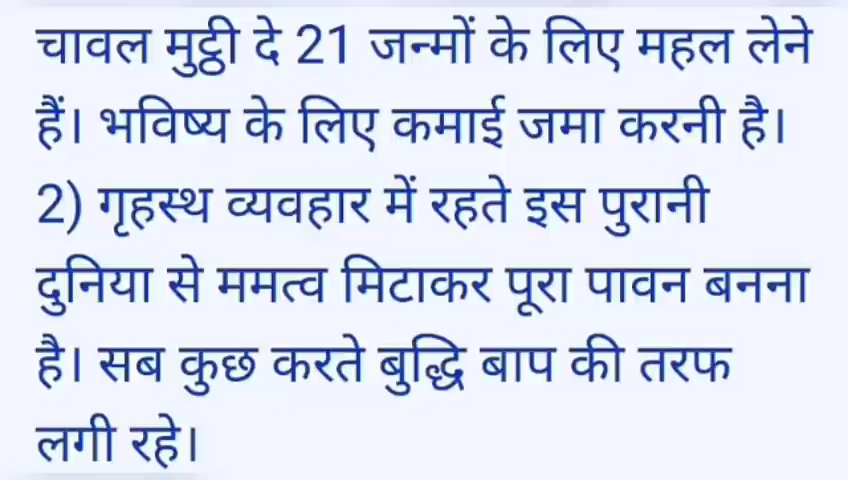 चावल मुट्ठी दे 21 जन्मों के लिए महल लेने
हैं। भविष्य के लिए कमाई जमा करनी है।
2) गृहस्थ व्यवहार में रहते इस पुरानी
दुनिया से ममत्व मिटाकर पूरा पावन बनना
है। सब कुछ करते बुद्धि बाप की तरफ
लगी रहे।